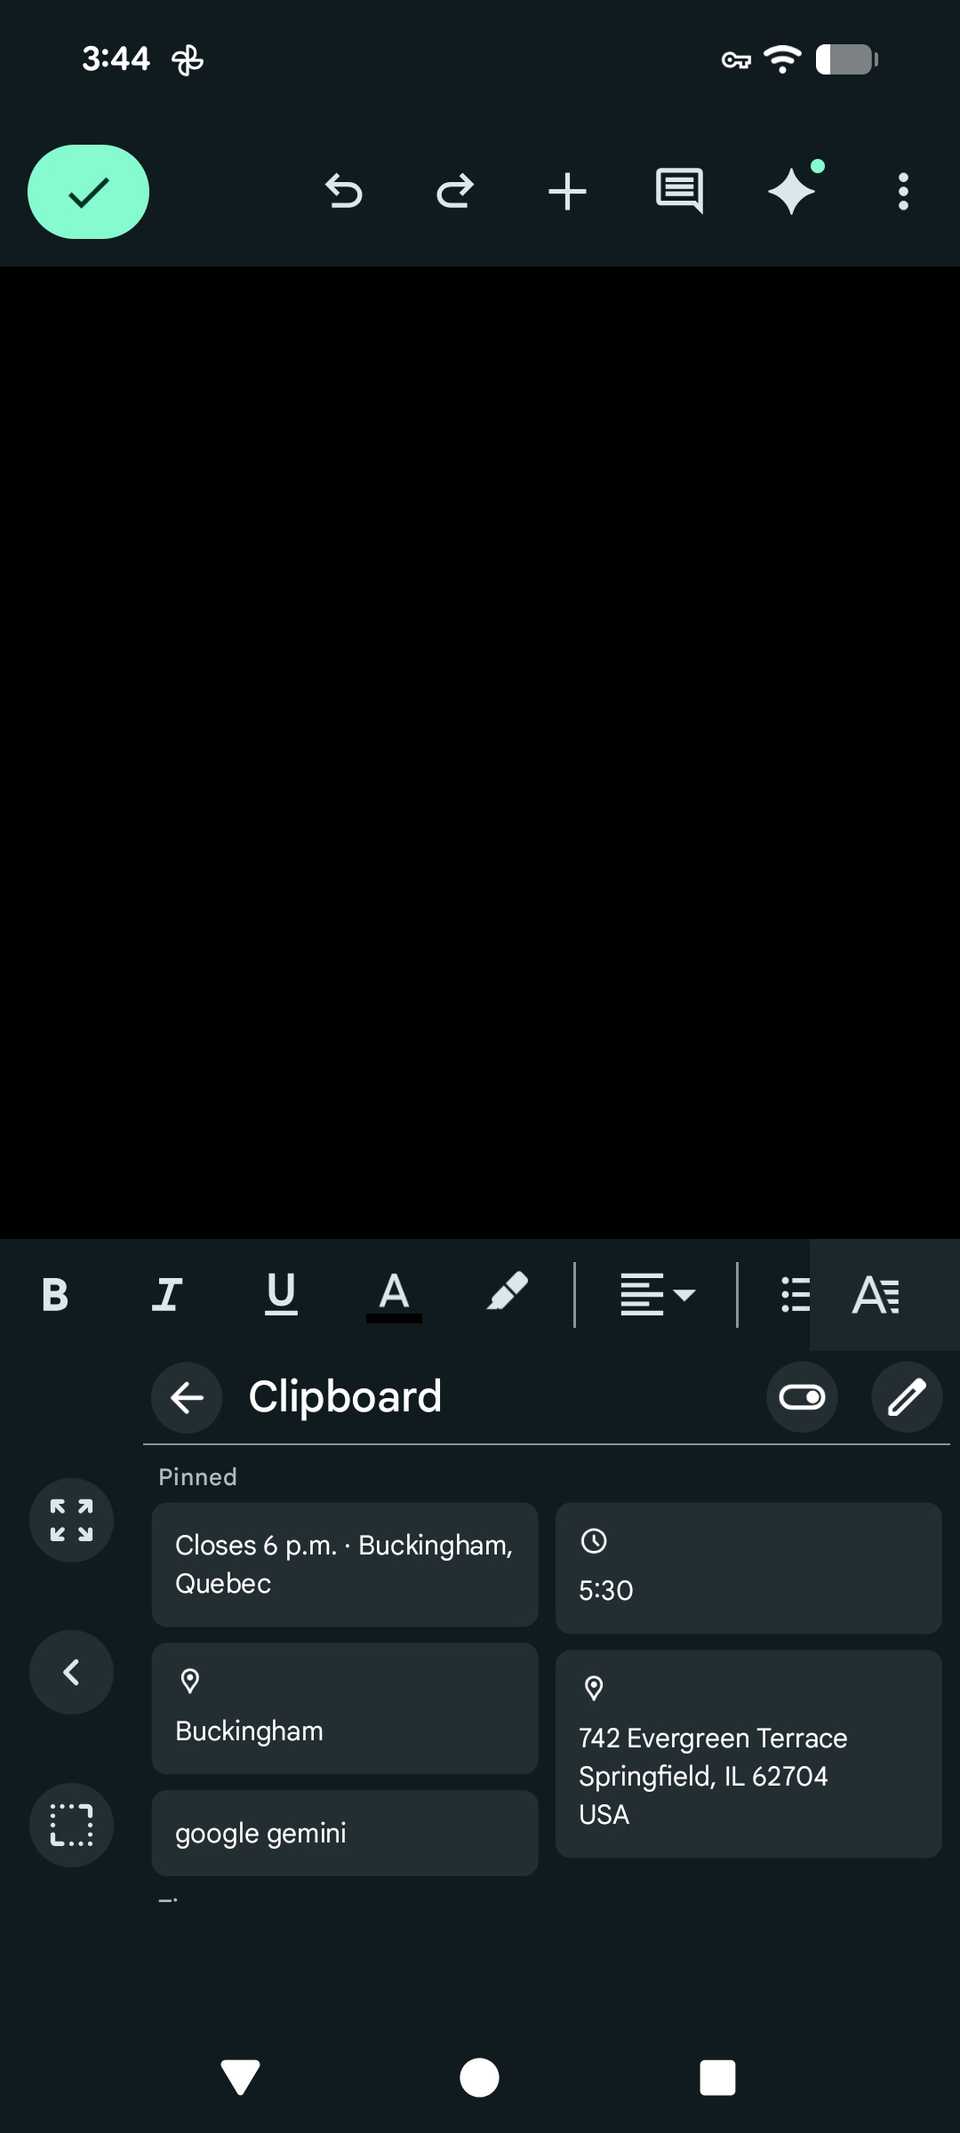 3:44
B I U A A
Clipboard
Pinned
Closes 6 p.m. · Buckingham,
Quebec
5:30
Buckingham
742 Evergreen Terrace
Springfield, IL 62704
USA
google gemini